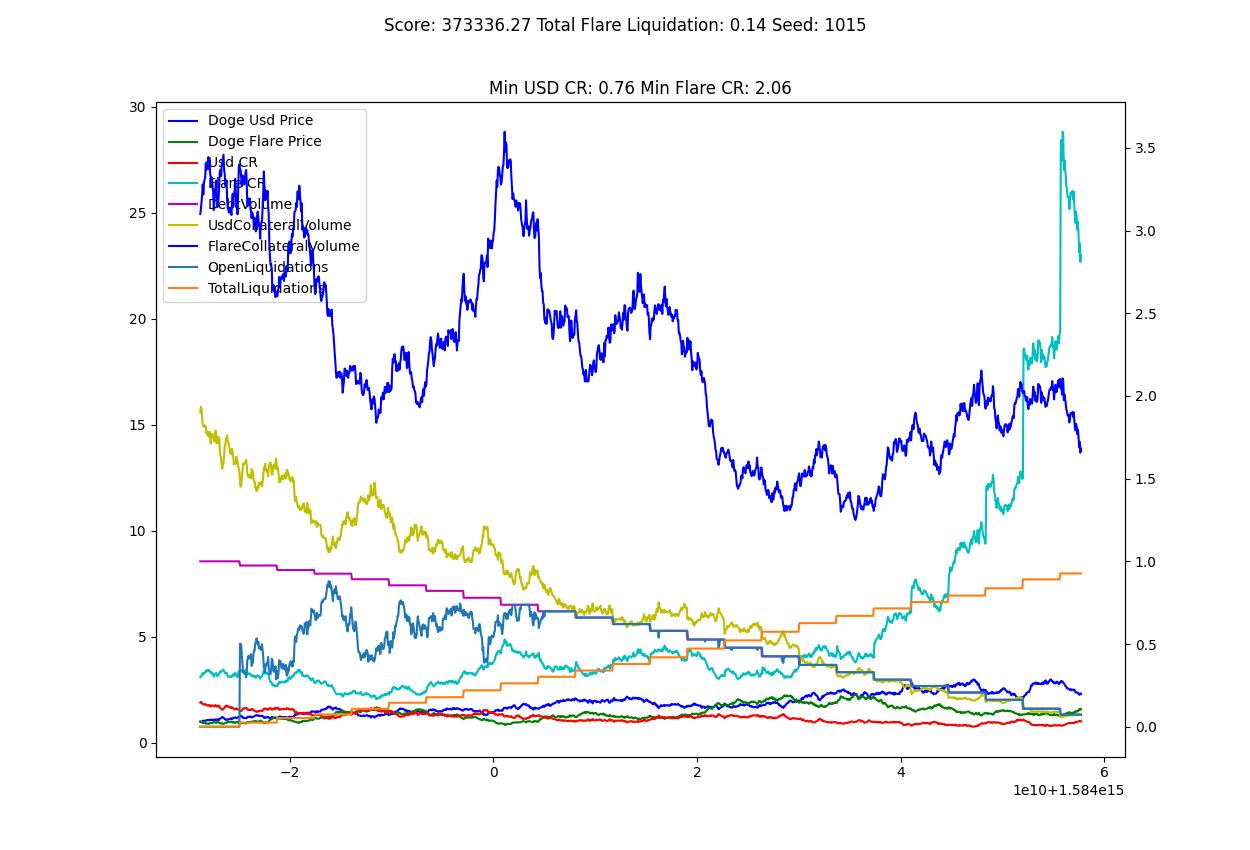 Score: 373336.27 Total Flare Liquidation: 0.14 Seed: 1015
Min USD CR: 0.76 Min Flare CR: 2.06
30
25
20
15
10
5
0
Doge Usd Price
Doge Flare Price
Usd CR
Flare CR
DebtVolume
UsdCollateralVolume
FlareCollateralVolume
OpenLiquidations
TotalLiquidations
3.5
3.0
2.5
2.0
1.5
1.0
0.5
0.0
−2 0 2 4 6
1e10+1.584e15